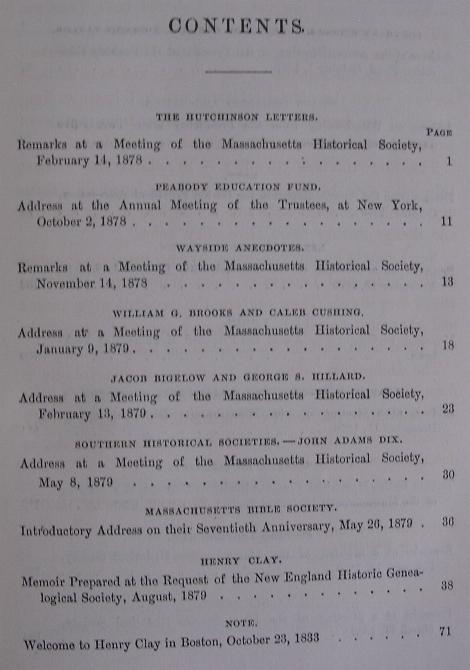 CONTENTS.
THE HUTCHINSON LETTERS.
PAGE
Remarks at a Meeting of the Massachusetts Historical Society,
February 14, 1878 . . . . . . . . . . . . . . . . . 1
PEABODY EDUCATION FUND.
Address at the Annual Meeting of the Trustees, at New York,
October 2, 1878 . . . . . . . . . . . . . . . . . . 11
WAYSIDE ANECDOTES.
Remarks at a Meeting of the Massachusetts Historical Society,
November 14, 1878 . . . . . . . . . . . . . . . . 13
WILLIAM G. BROOKS AND CALEB CUSHING.
Address at a Meeting of the Massachusetts Historical Society,
January 9, 1879 . . . . . . . . . . . . . . . . . . 18
JACOB BIGELOW AND GEORGE S. HILLARD.
Address at a Meeting of the Massachusetts Historical Society,
February 13, 1879 . . . . . . . . . . . . . . . . . 23
SOUTHERN HISTORICAL SOCIETIES. — JOHN ADAMS DIX.
Address at a Meeting of the Massachusetts Historical Society,
May 8, 1879 . . . . . . . . . . . . . . . . . . . 30
MASSACHUSETTS BIBLE SOCIETY.
Introductory Address on their Seventieth Anniversary, May 26, 1879 . 36
HENRY CLAY.
Memoir Prepared at the Request of the New England Historic Genea-
logical Society, August, 1879 . . . . . . . . . . . . . 38
NOTE.
Welcome to Henry Clay in Boston, October 23, 1833 . . . . . . 71